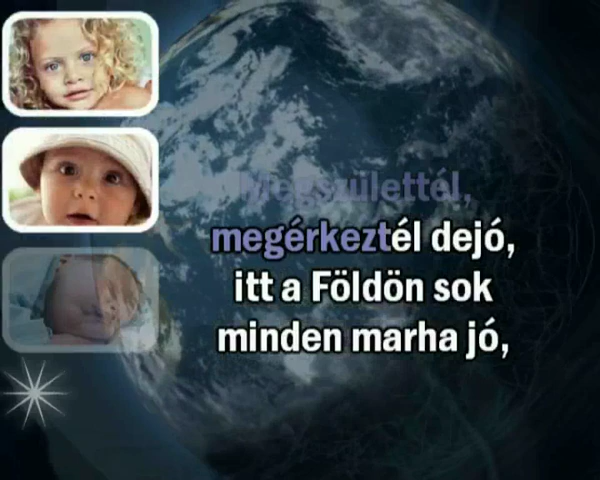 Megszülettél,
megérkeztél dejó,
itt a Földön sok
minden marha jó,